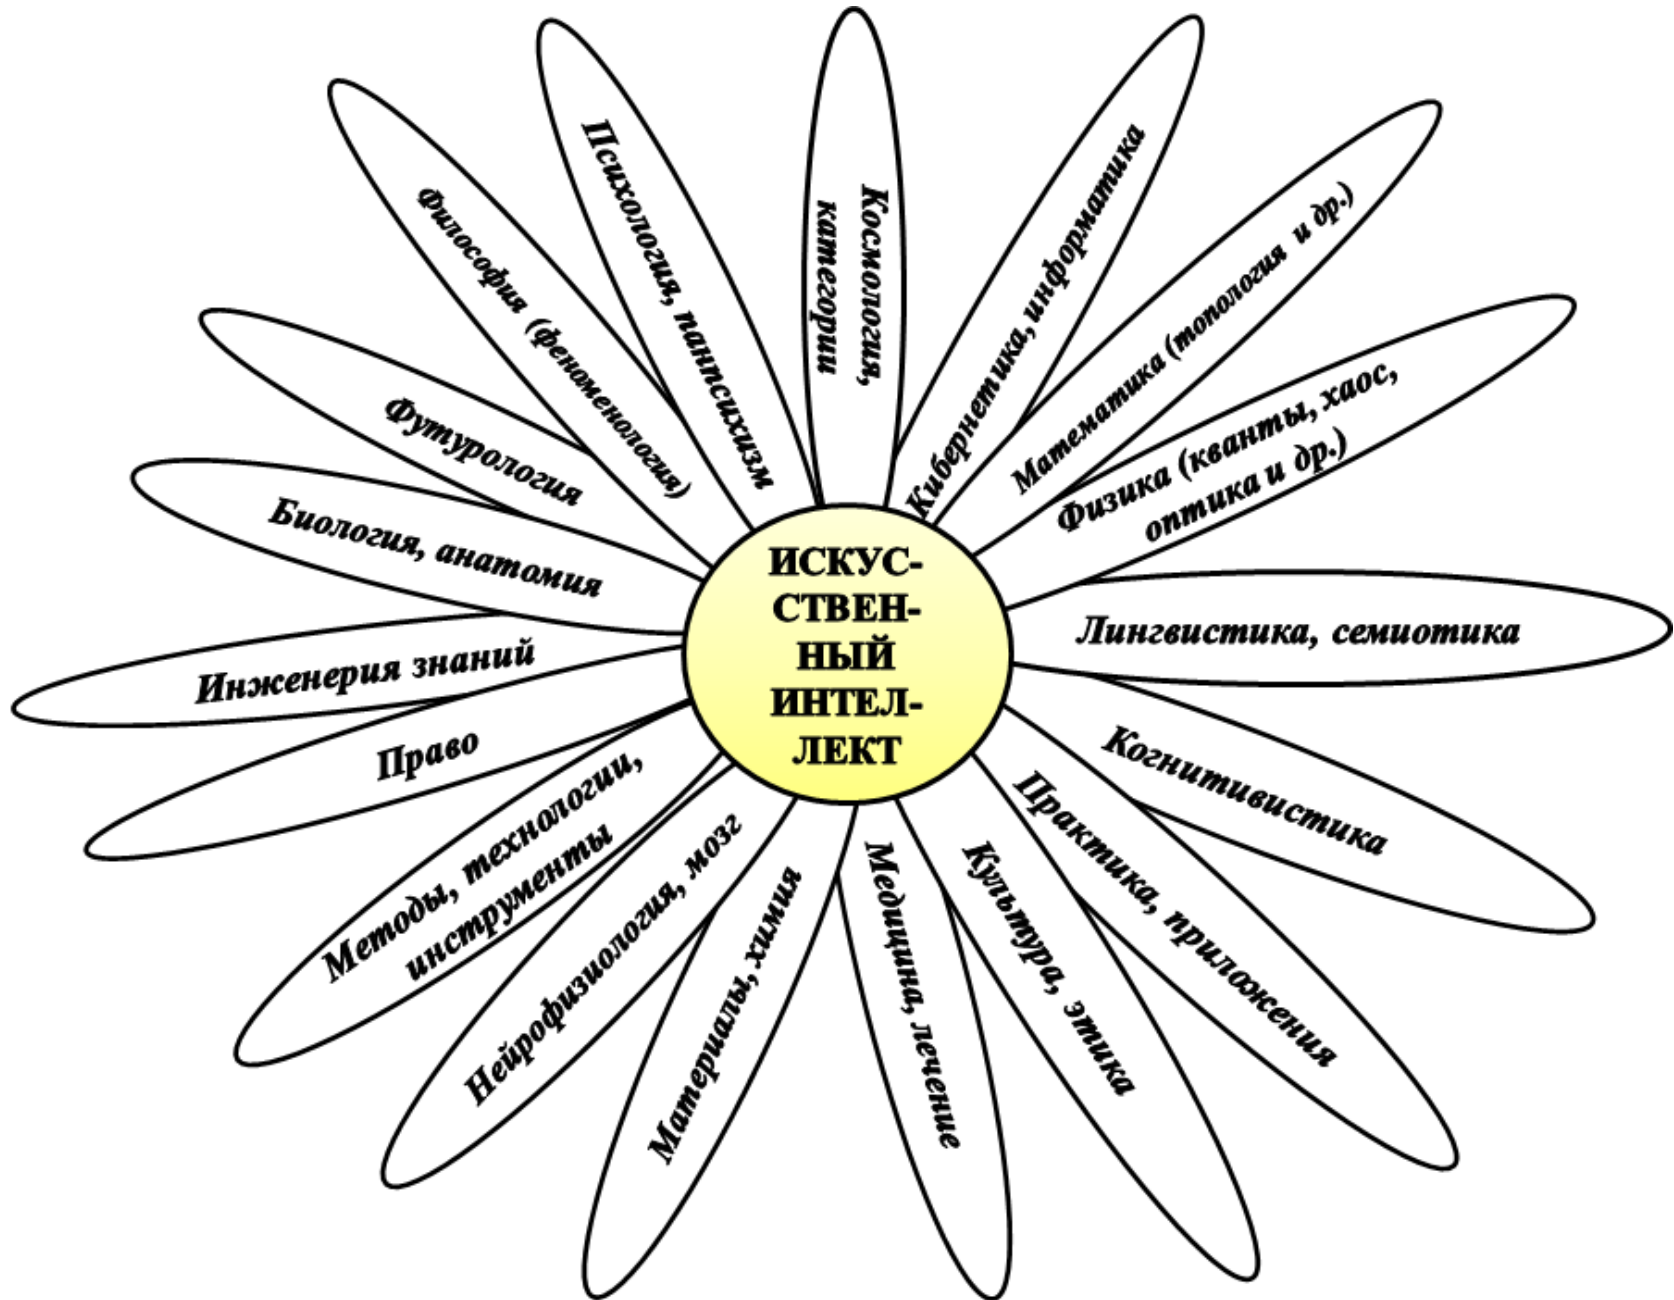 ИСКУС-
СТВЕН-
НЫЙ
ИНТЕЛ-
ЛЕКТ
Космология,
категории
Кибернетика, информатика
Математика (топология и др.)
Физика (кванты, хаос,
оптика и др.)
Лингвистика, семиотика
Когнитивистика
Практика, приложения
Культура, этика
Медицина, лечение
Материалы, химия
Нейрофизиология, мозг
Методы, технологии,
инструменты
Право
Инженерия знаний
Биология, анатомия
Футурология
Философия (феноменология)
Психология, панпсихизм